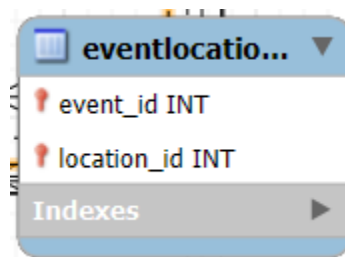 eventlocatio...
event_id INT
location_id INT
Indexes